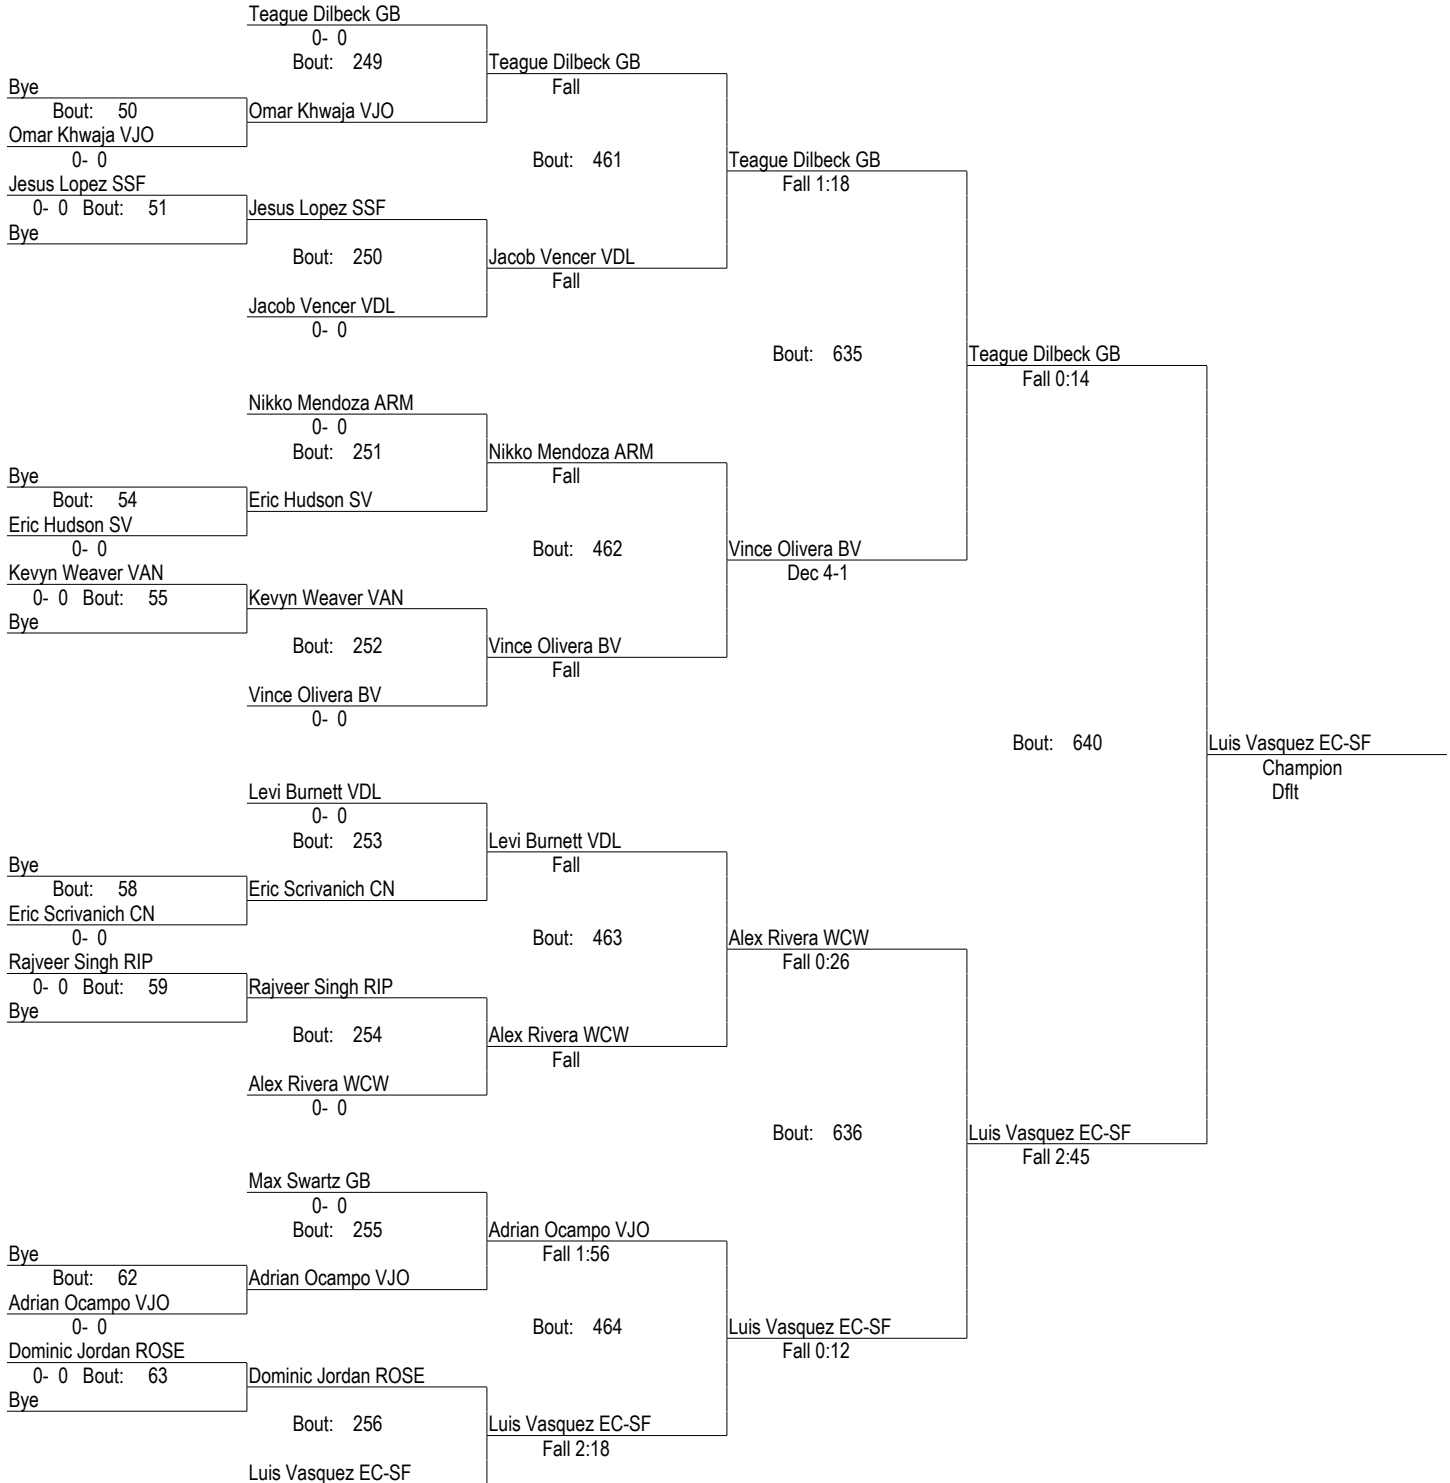 Teague Dilbeck GB
0- 0
Bout: 249
Teague Dilbeck GB
Fall
Bye
Bout: 50
Omar Khwaja VJO
Omar Khwaja VJO
0- 0
Bout: 461
Teague Dilbeck GB
Fall 1:18
Jesus Lopez SSF
0- 0 Bout: 51
Jesus Lopez SSF
Bye
Bout: 250
Jacob Vencer VDL
Fall
Jacob Vencer VDL
0- 0
Bout: 635
Teague Dilbeck GB
Fall 0:14
Nikko Mendoza ARM
0- 0
Bout: 251
Nikko Mendoza ARM
Fall
Bye
Bout: 54
Eric Hudson SV
Eric Hudson SV
0- 0
Bout: 462
Vince Olivera BV
Dec 4-1
Kevyn Weaver VAN
0- 0 Bout: 55
Kevyn Weaver VAN
Bye
Bout: 252
Vince Olivera BV
Fall
Vince Olivera BV
0- 0
Bout: 640
Luis Vasquez EC-SF
Champion
Dflt
Levi Burnett VDL
0- 0
Bout: 253
Levi Burnett VDL
Fall
Bye
Bout: 58
Eric Scrivanich CN
Eric Scrivanich CN
0- 0
Bout: 463
Alex Rivera WCW
Fall 0:26
Rajveer Singh RIP
0- 0 Bout: 59
Rajveer Singh RIP
Bye
Bout: 254
Alex Rivera WCW
Fall
Alex Rivera WCW
0- 0
Bout: 636
Luis Vasquez EC-SF
Fall 2:45
Max Swartz GB
0- 0
Bout: 255
Adrian Ocampo VJO
Fall 1:56
Bye
Bout: 62
Adrian Ocampo VJO
Adrian Ocampo VJO
0- 0
Bout: 464
Luis Vasquez EC-SF
Fall 0:12
Dominic Jordan ROSE
0- 0 Bout: 63
Dominic Jordan ROSE
Bye
Bout: 256
Luis Vasquez EC-SF
Fall 2:18
Luis Vasquez EC-SF